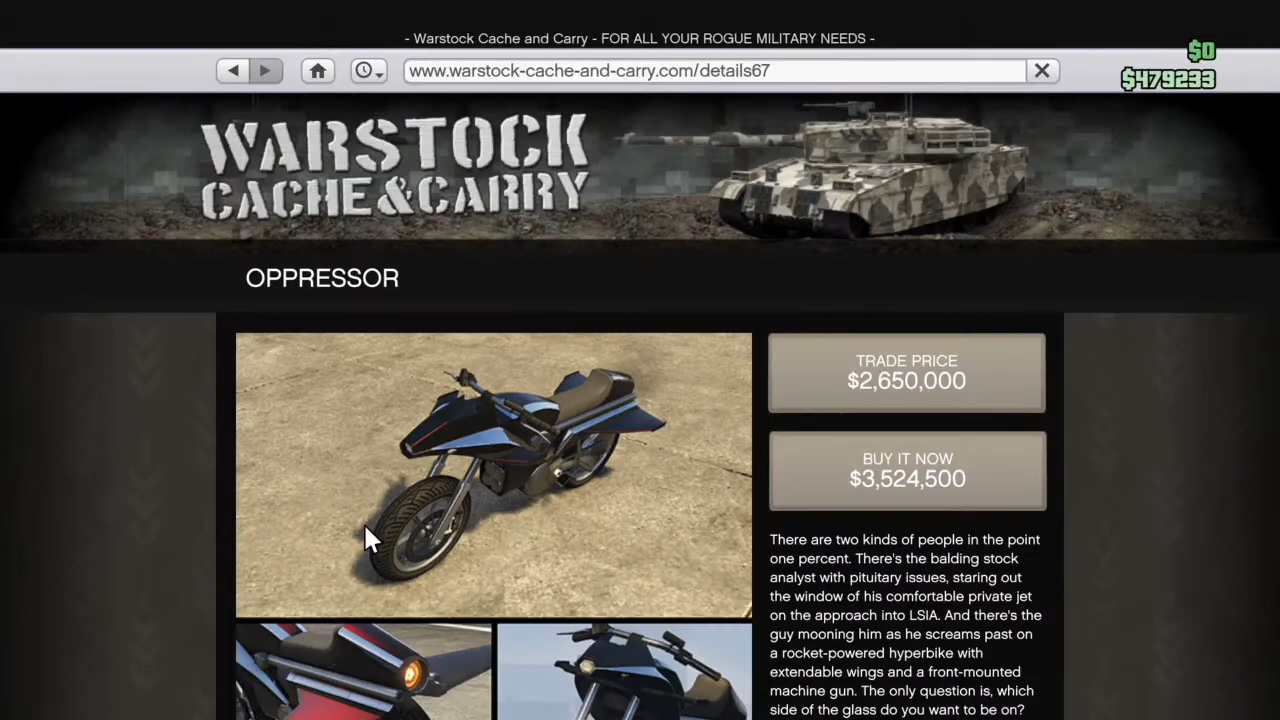 - Warstock Cache and Carry - FOR ALL YOUR ROGUE MILITARY NEEDS -
$0
www.warstock-cache-and-carry.com/details67
$479233
WARSTOCK
CACHE&CARRY
OPPRESSOR
TRADE PRICE
$2,650,000
BUY IT NOW
$3,524,500
There are two kinds of people in the point
one percent. There's the balding stock
analyst with pituitary issues, staring out
the window of his comfortable private jet
on the approach into LSIA. And there's the
guy mooning him as he screams past on
a rocket-powered hyperbike with
extendable wings and a front-mounted
machine gun. The only question is, which
side of the glass do you want to be on?